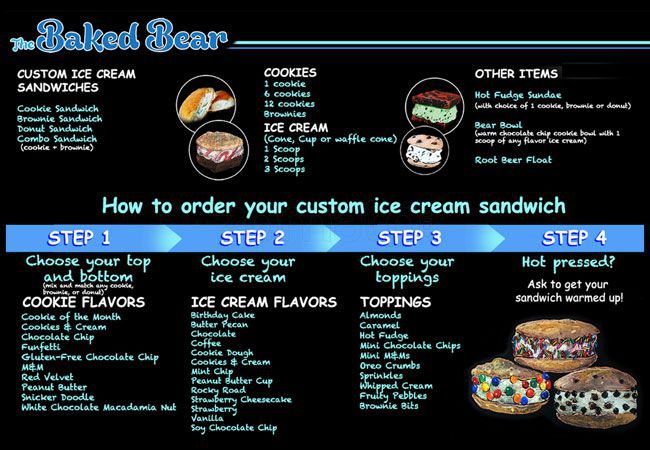 The Baked Bear
CUSTOM ICE CREAM
SANDWICHES
Cookie Sandwich
Brownie Sandwich
Donut Sandwich
Combo Sandwich
(cookie + brownie)
COOKIES
1 cookie
6 cookies
12 cookies
Brownies
ICE CREAM
(Cone, Cup or waffle cone)
1 Scoop
2 Scoops
3 Scoops
OTHER ITEMS
Hot Fudge Sundae
(with choice of 1 cookie, brownie or donut)
Bear Bowl
(warm chocolate chip cookie bowl with 1
scoop of any flavor ice cream)
Root Beer Float
How to order your custom ice cream sandwich
STEP 1
Choose your top
and bottom
(mix and match any cookie,
brownie, or donut)
COOKIE FLAVORS
Cookie of the Month
Cookies & Cream
Chocolate Chip
Funfetti
Gluten-Free Chocolate Chip
M&M
Red Velvet
Peanut Butter
Snicker Doodle
White Chocolate Macadamia Nut
STEP 2
Choose your
ice cream
ICE CREAM FLAVORS
Birthday Cake
Butter Pecan
Chocolate
Coffee
Cookie Dough
Cookies & Cream
Mint Chip
Peanut Butter Cup
Rocky Road
Strawberry Cheesecake
Strawberry
Vanilla
Soy Chocolate Chip
STEP 3
Choose your
toppings
TOPPINGS
Almonds
Caramel
Hot Fudge
Mini Chocolate Chips
Mini M&Ms
Oreo Crumbs
Sprinkles
Whipped Cream
Fruity Pebbles
Brownie Bits
STEP 4
Hot pressed?
Ask to get your
sandwich warmed up!